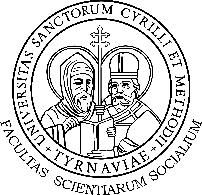 UNIVERSITAS SANCTORUM CYRILLI ET METHODII
TYRNAVIAE
FACULTAS SCIENTIARUM SOCIALIUM